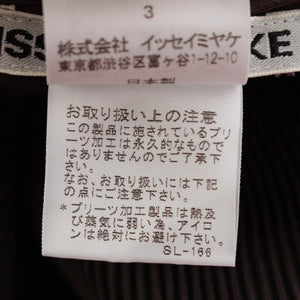 3
株式会社 イッセイミヤケ
東京都渋谷区富ヶ谷1-12-10
ISS
KE
お取り扱い上の注意
この製品に施されているプリ
ーツ加工は永久的なもので
はありませんのでご了承下
さい。
なお、お取扱いには下記
の点にご注意下さい。
*プリーツ加工製品は熱及
び蒸気に弱い為、アイロ
ンは絶対にお避け下さい。
SL-166